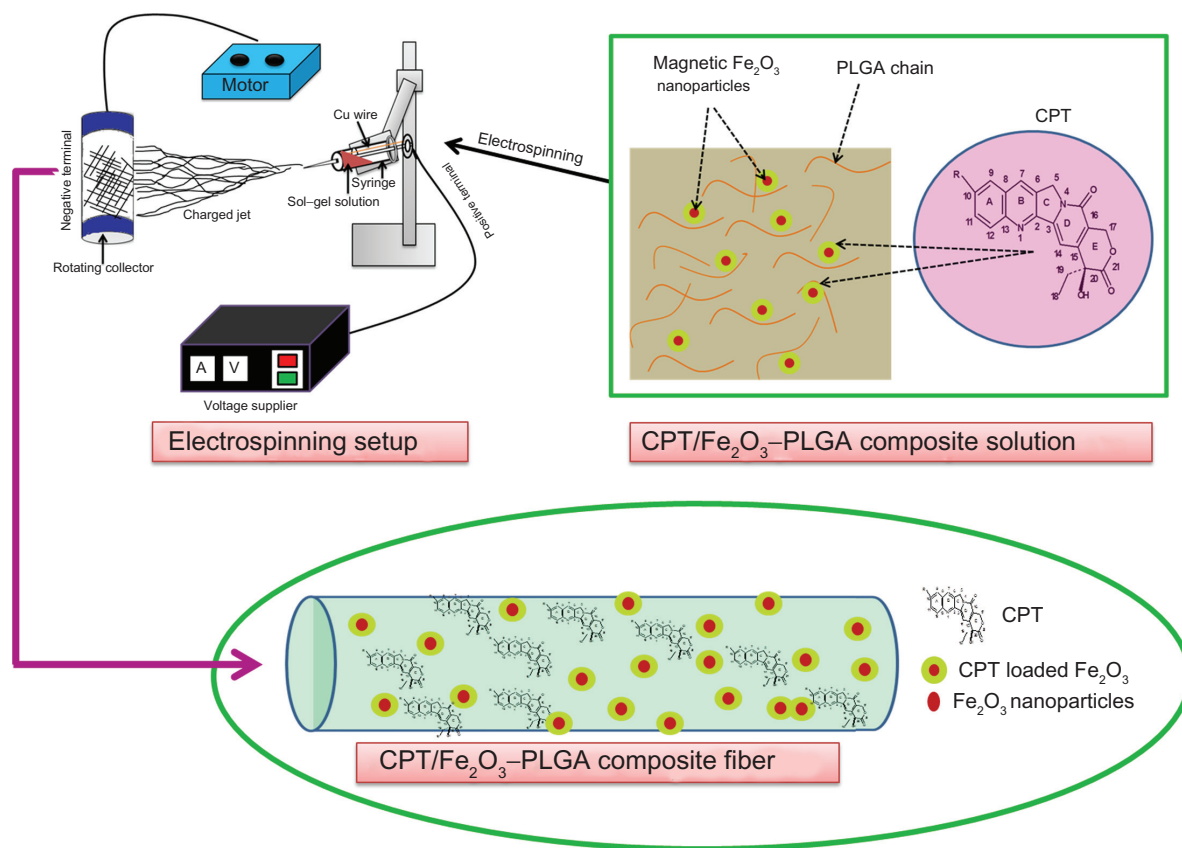 Motor
Negative terminal
Cu wire
Syringe
Sol–gel solution
Charged jet
Positive terminal
Rotating collector
A V
Voltage supplier
Electrospinning setup
Electrospinning
Magnetic Fe₂O₃
nanoparticles
PLGA chain
CPT
R
9
10
11
12
8
13
7
6
5
4
3
2
1
14
15
16
17
18
19
20
21
A
B
C
D
E
N
N
O
O
O
OH
CPT/Fe₂O₃–PLGA composite solution
CPT
CPT loaded Fe₂O₃
Fe₂O₃ nanoparticles
CPT/Fe₂O₃–PLGA composite fiber